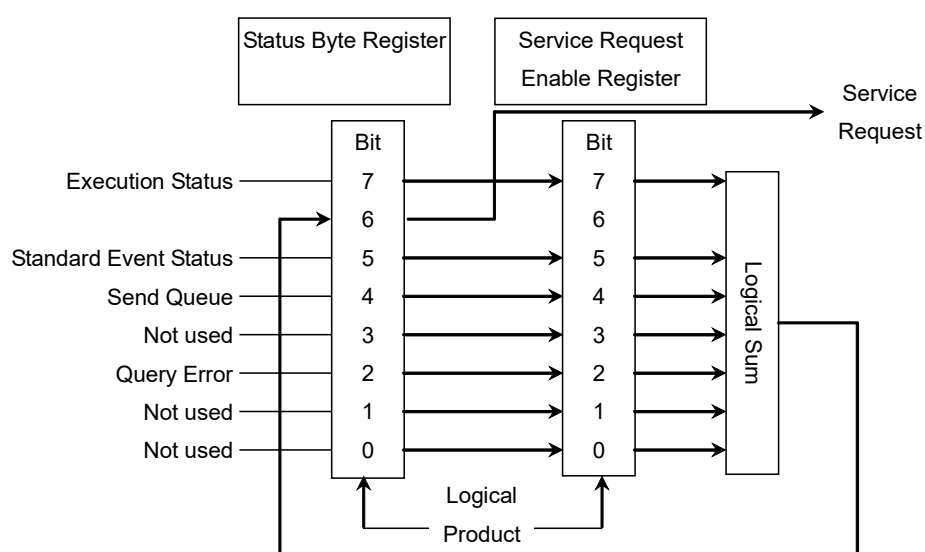 Status Byte Register
Service Request
Enable Register
Service
Request
Bit
Bit
Execution Status 7 7
6 6
Standard Event Status 5 5
Send Queue 4 4
Not used 3 3
Query Error 2 2
Not used 1 1
Not used 0 0
Logical Sum
Logical
Product